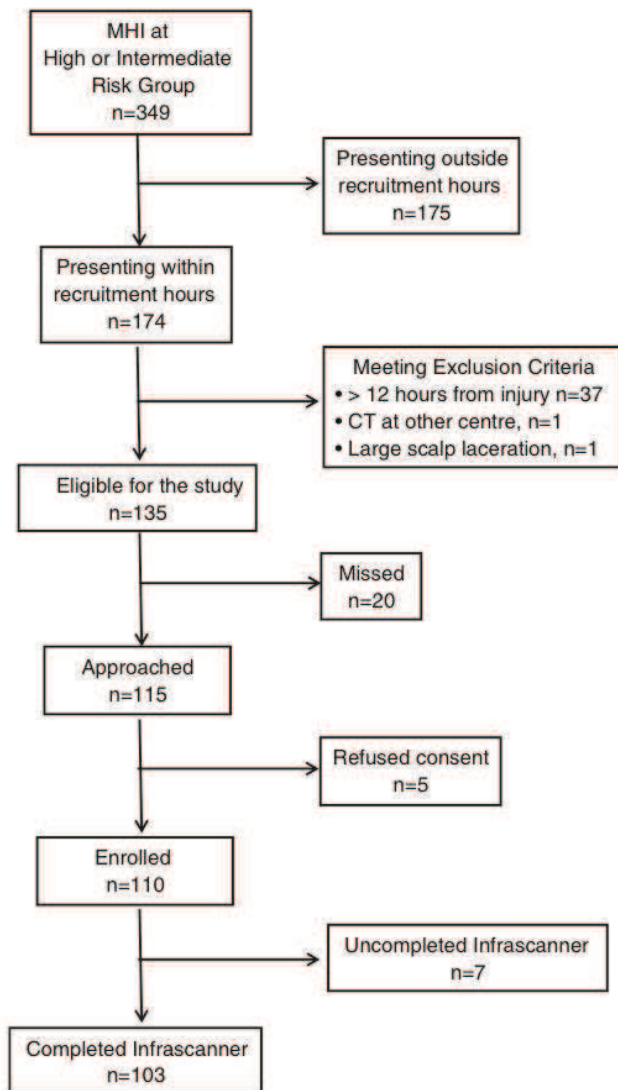 MHI at
High or Intermediate
Risk Group
n=349
Presenting outside
recruitment hours
n=175
Presenting within
recruitment hours
n=174
Meeting Exclusion Criteria
• > 12 hours from injury n=37
• CT at other centre, n=1
• Large scalp laceration, n=1
Eligible for the study
n=135
Missed
n=20
Approached
n=115
Refused consent
n=5
Enrolled
n=110
Uncompleted Infrascanner
n=7
Completed Infrascanner
n=103